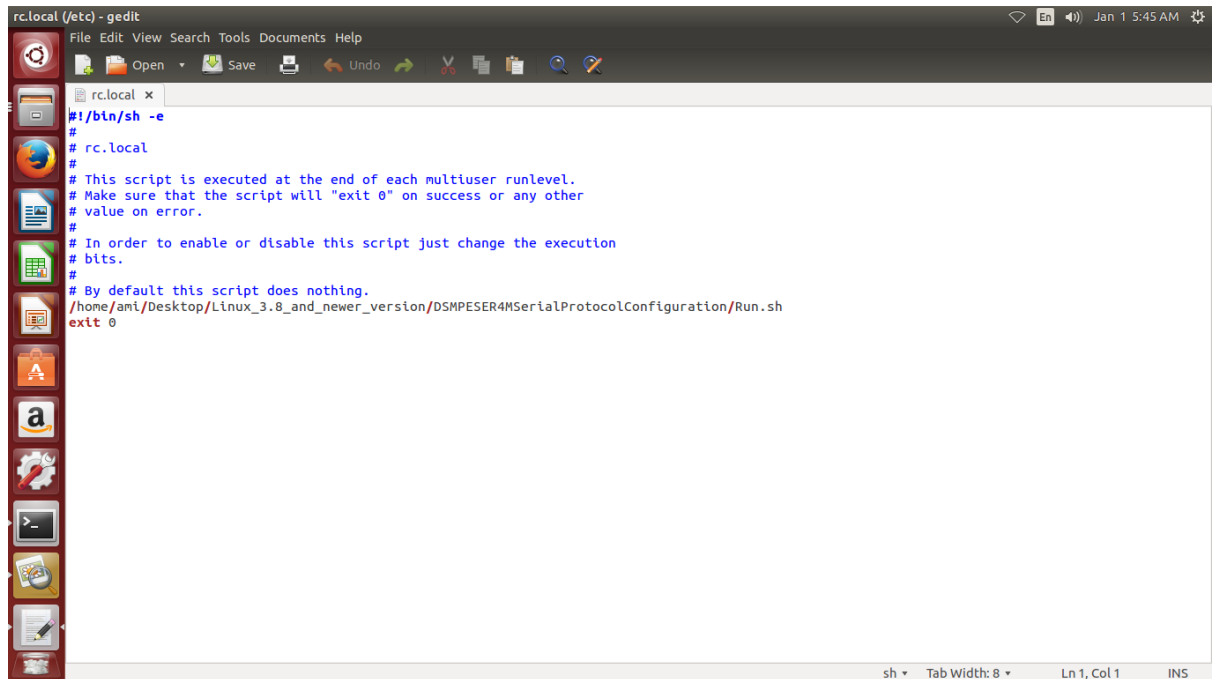 rc.local (/etc) - gedit
En
Jan 1 5:45 AM
File Edit View Search Tools Documents Help
Open Save Undo
rc.local
#!/bin/sh -e
#
# rc.local
#
# This script is executed at the end of each multiuser runlevel.
# Make sure that the script will "exit 0" on success or any other
# value on error.
#
# In order to enable or disable this script just change the execution
# bits.
#
# By default this script does nothing.
/home/ami/Desktop/Linux_3.8_and_newer_version/DSMPESER4MSerialProtocolConfiguration/Run.sh
exit 0
sh Tab Width: 8 Ln 1, Col 1 INS